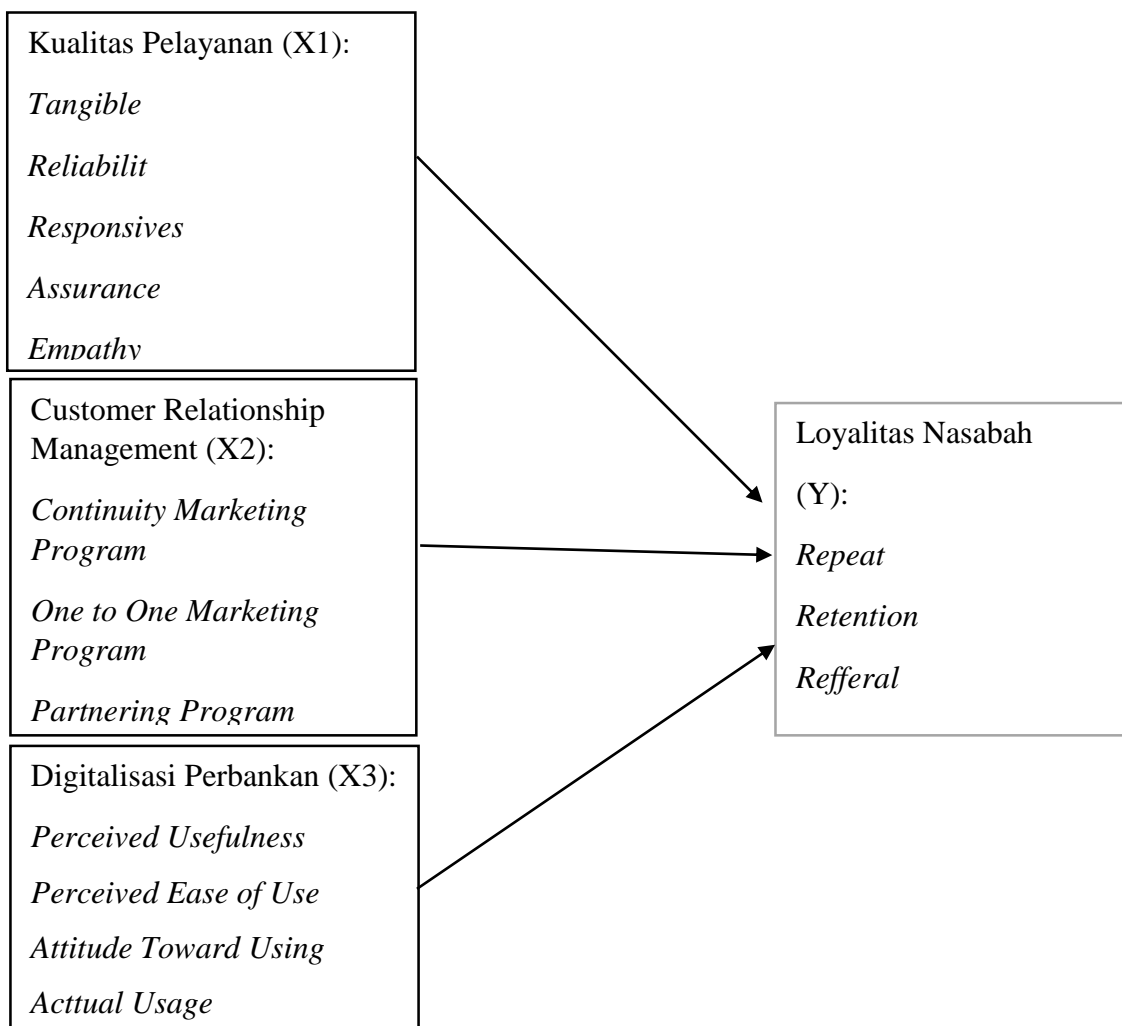 Kualitas Pelayanan (X1):
Tangible
Reliabilit
Responsives
Assurance
Empathy
Customer Relationship
Management (X2):
Continuity Marketing
Program
One to One Marketing
Program
Partnering Program
Digitalisasi Perbankan (X3):
Perceived Usefulness
Perceived Ease of Use
Attitude Toward Using
Acttual Usage
Loyalitas Nasabah
(Y):
Repeat
Retention
Refferal